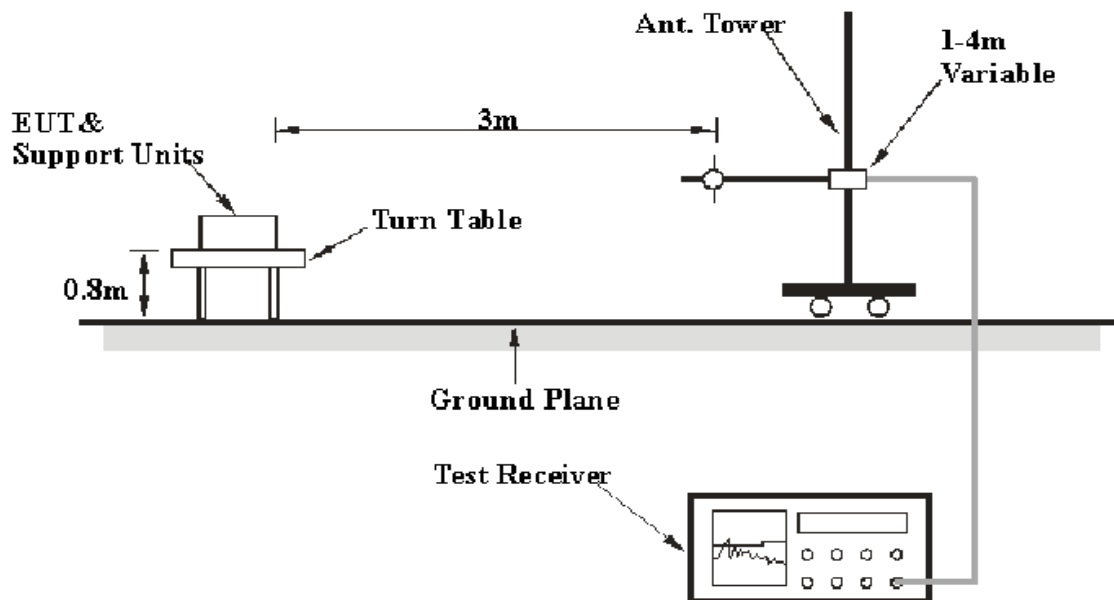 Ant. Tower
1-4m
Variable
3m
EUT&
Support Units
Turn Table
0.8m
Ground Plane
Test Receiver